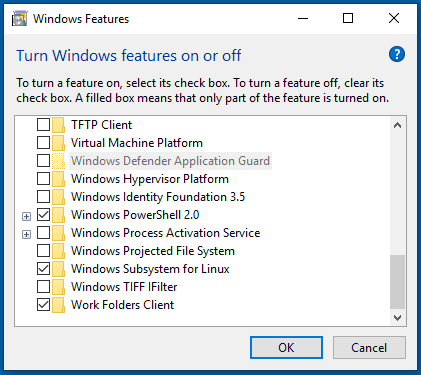 Windows Features
Turn Windows features on or off
?
To turn a feature on, select its check box. To turn a feature off, clear its
check box. A filled box means that only part of the feature is turned on.
TFTP Client
Virtual Machine Platform
Windows Defender Application Guard
Windows Hypervisor Platform
Windows Identity Foundation 3.5
Windows PowerShell 2.0
Windows Process Activation Service
Windows Projected File System
Windows Subsystem for Linux
Windows TIFF IFilter
Work Folders Client
OK
Cancel